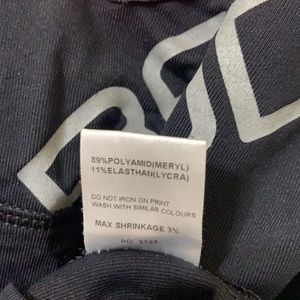 89%POLYAMID(MERYL)
11%ELASTHAN(LYCRA)
DO NOT IRON ON PRINT
WASH WITH SIMILAR COLOURS
MAX SHRINKAGE 3%